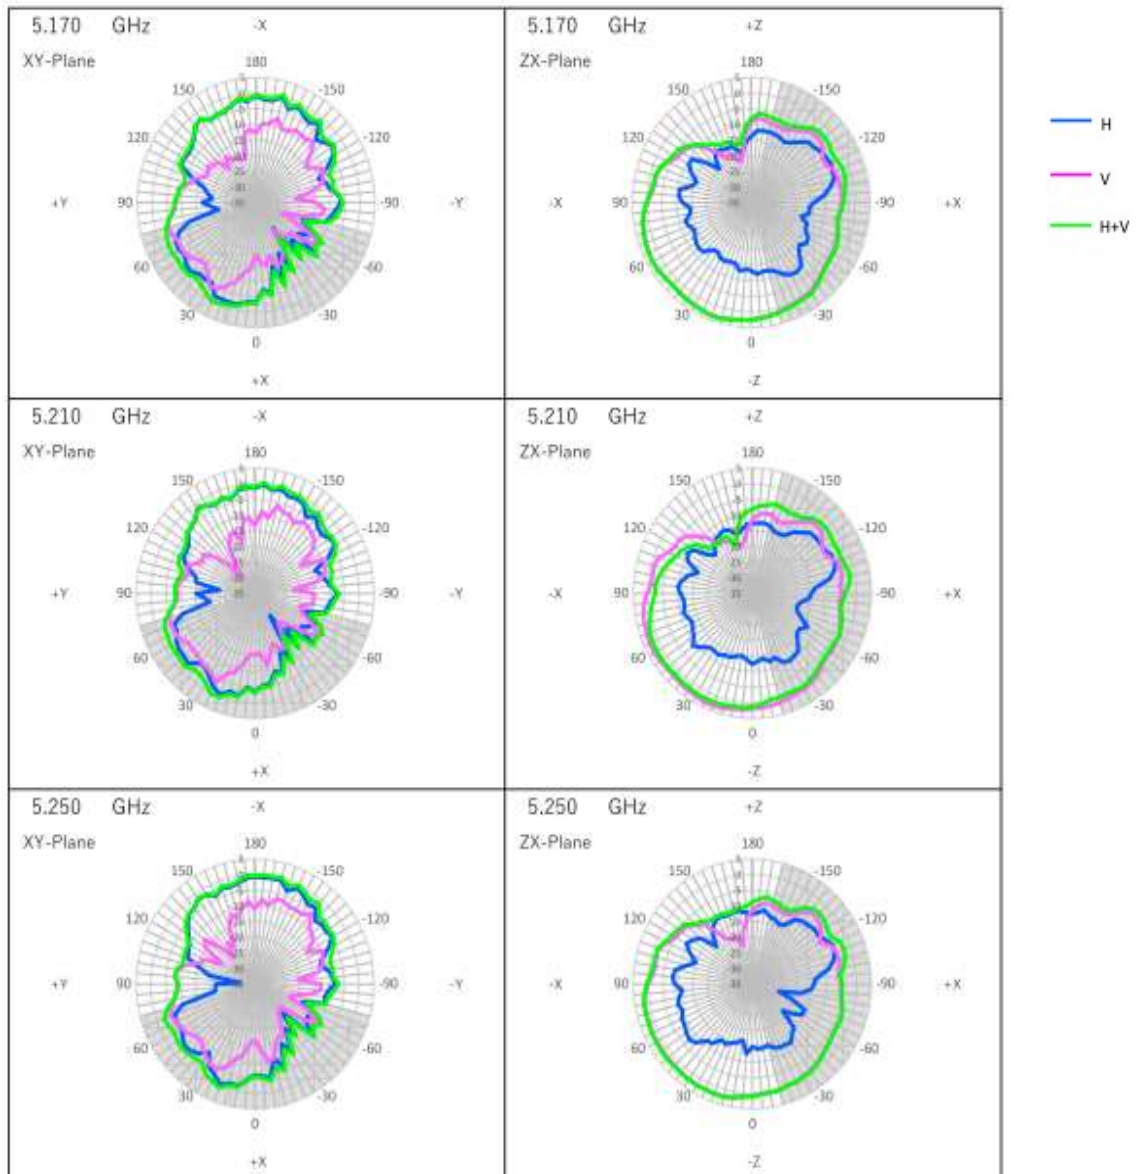 5.170 GHz -X
XY-Plane
180
150 -150
120 -120
+Y 90 -90 -Y
60 -60
30 -30
0
+X
5.170 GHz +Z
ZX-Plane
180
150 -150
120 -120
-X 90 -90 +X
60 -60
30 -30
0
-Z
H
V
H+V
5.210 GHz -X
XY-Plane
180
150 -150
120 -120
+Y 90 -90 -Y
60 -60
30 -30
0
+X
5.210 GHz +Z
ZX-Plane
180
150 -150
120 -120
-X 90 -90 +X
60 -60
30 -30
0
-Z
5.250 GHz -X
XY-Plane
180
150 -150
120 -120
+Y 90 -90 -Y
60 -60
30 -30
0
+X
5.250 GHz +Z
ZX-Plane
180
150 -150
120 -120
-X 90 -90 +X
60 -60
30 -30
0
-Z